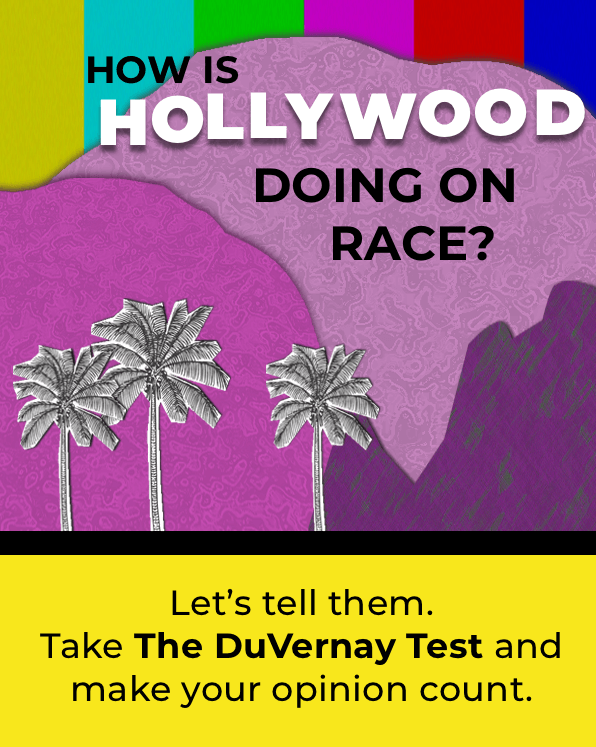 HOW IS
HOLLYWOOD
DOING ON
RACE?
Let’s tell them.
Take The DuVernay Test and
make your opinion count.